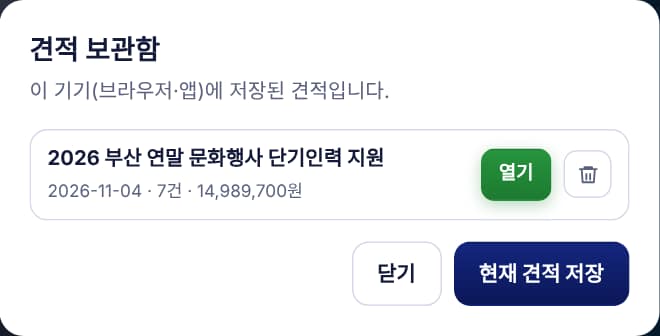 견적 보관함
이 기기(브라우저·앱)에 저장된 견적입니다.
2026 부산 연말 문화행사 단기인력 지원
2026-11-04 · 7건 · 14,989,700원
열기
닫기
현재 견적 저장